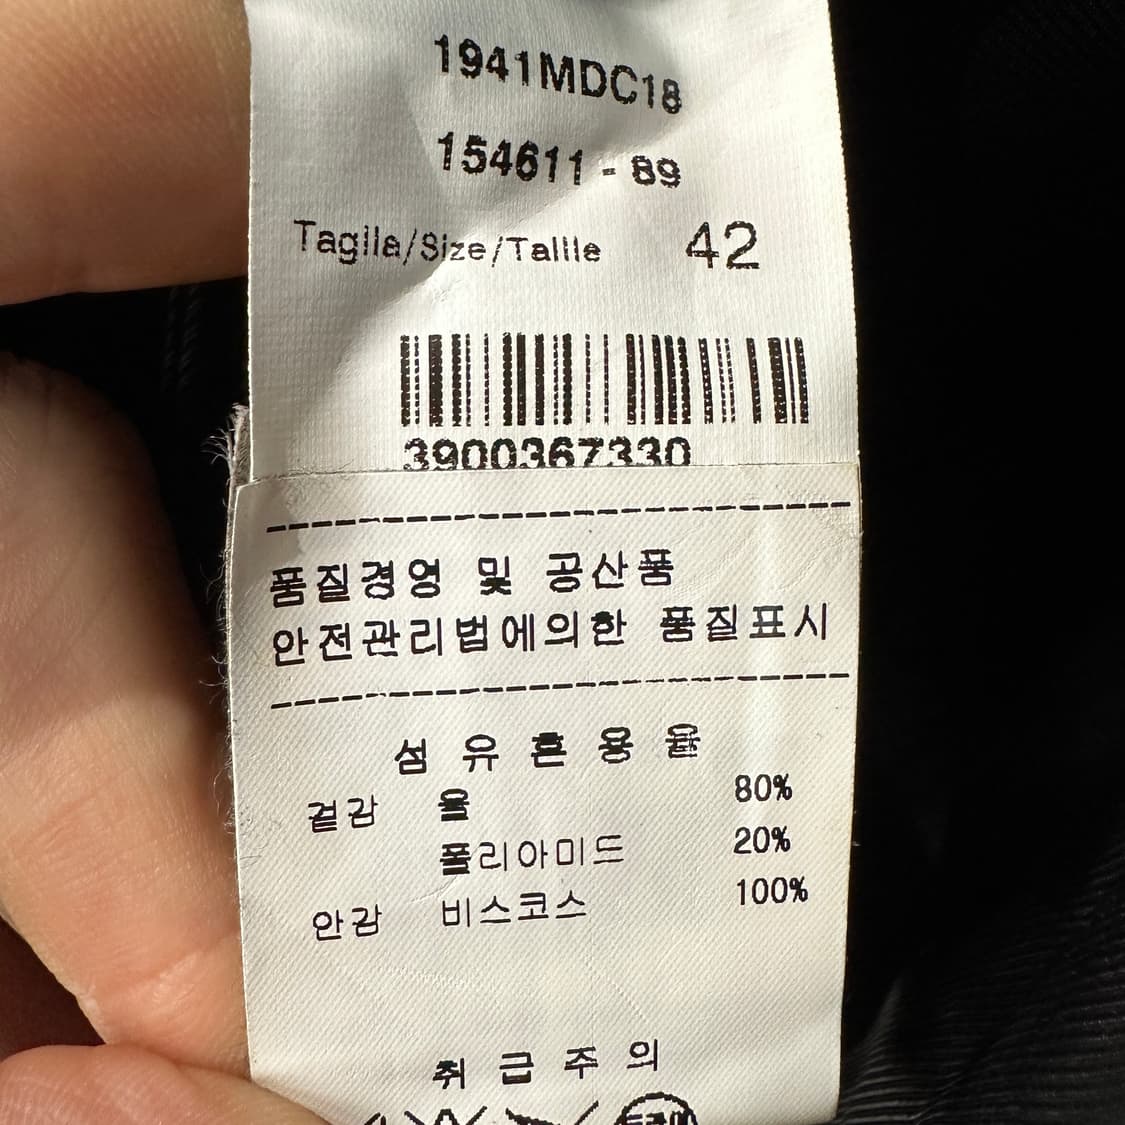 1941MDC18
154611 - 89
Taglia/Size/Taille 42
3900367330
품질경영 및 공산품
안전관리법에의한 품질표시
섬유혼용율
겉감 울 80%
폴리아미드 20%
안감 비스코스 100%
취급주의